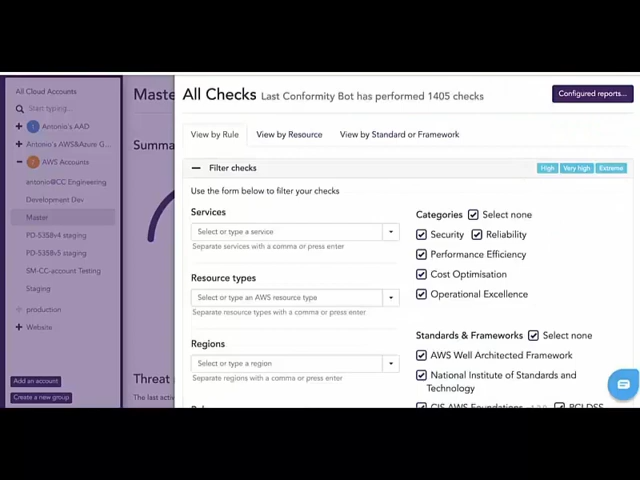 All Cloud Accounts
Start typing...
Antonio's AAD
Antonio's AWS&Azure G...
AWS Accounts
antonio@CC Engineering
Development Dev
Master
PD-5358v4 staging
PD-5358v5 staging
SM-CC-account Testing
Staging
production
Website
Add an account
Create a new group
Maste
Summa
Threat
The last activ
All Checks Last Conformity Bot has performed 1405 checks
Configured reports...
View by Rule View by Resource View by Standard or Framework
Filter checks High Very high Extreme
Use the form below to filter your checks
Services
Select or type a service
Separate services with a comma or press enter
Resource types
Select or type an AWS resource type
Separate resource types with a comma or press enter
Regions
Select or type a region
Separate regions with a comma or press enter
Categories Select none
Security Reliability
Performance Efficiency
Cost Optimisation
Operational Excellence
Standards & Frameworks Select none
AWS Well Architected Framework
National Institute of Standards and
Technology
CIS AWS Foundations PCI DSS